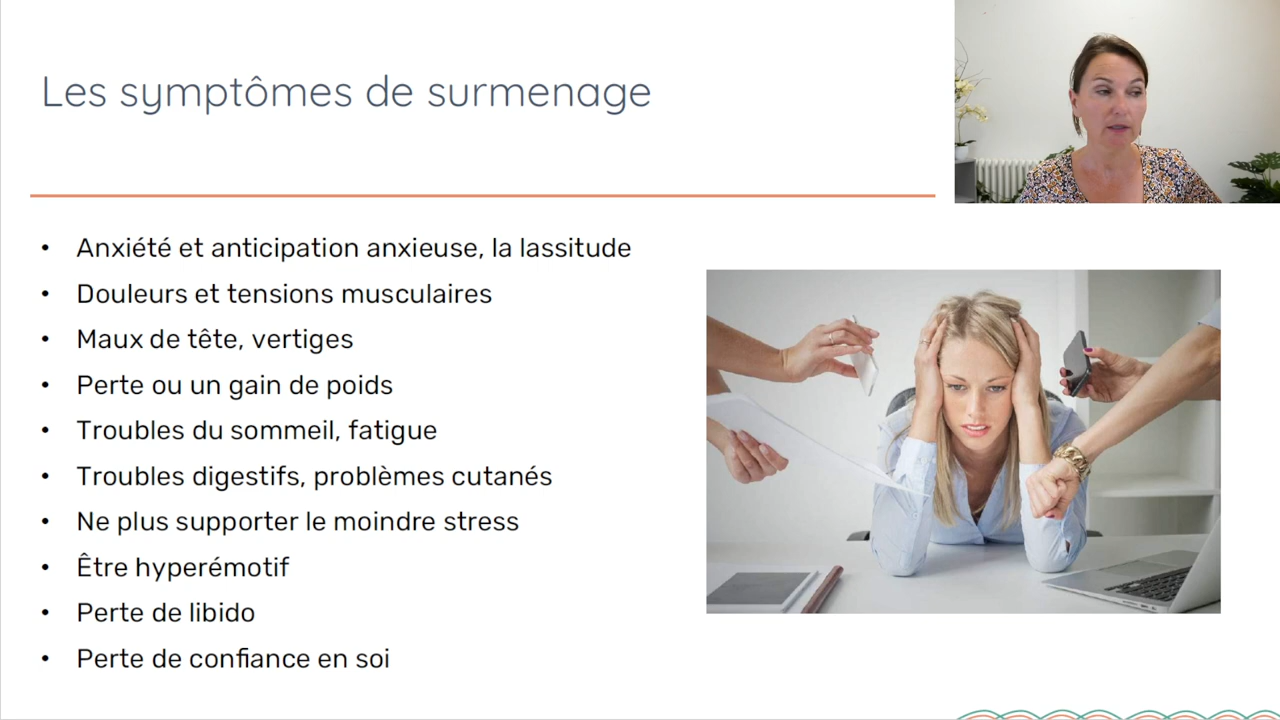 Les symptômes de surmenage
• Anxiété et anticipation anxieuse, la lassitude
• Douleurs et tensions musculaires
• Maux de tête, vertiges
• Perte ou un gain de poids
• Troubles du sommeil, fatigue
• Troubles digestifs, problèmes cutanés
• Ne plus supporter le moindre stress
• Être hyperémotif
• Perte de libido
• Perte de confiance en soi